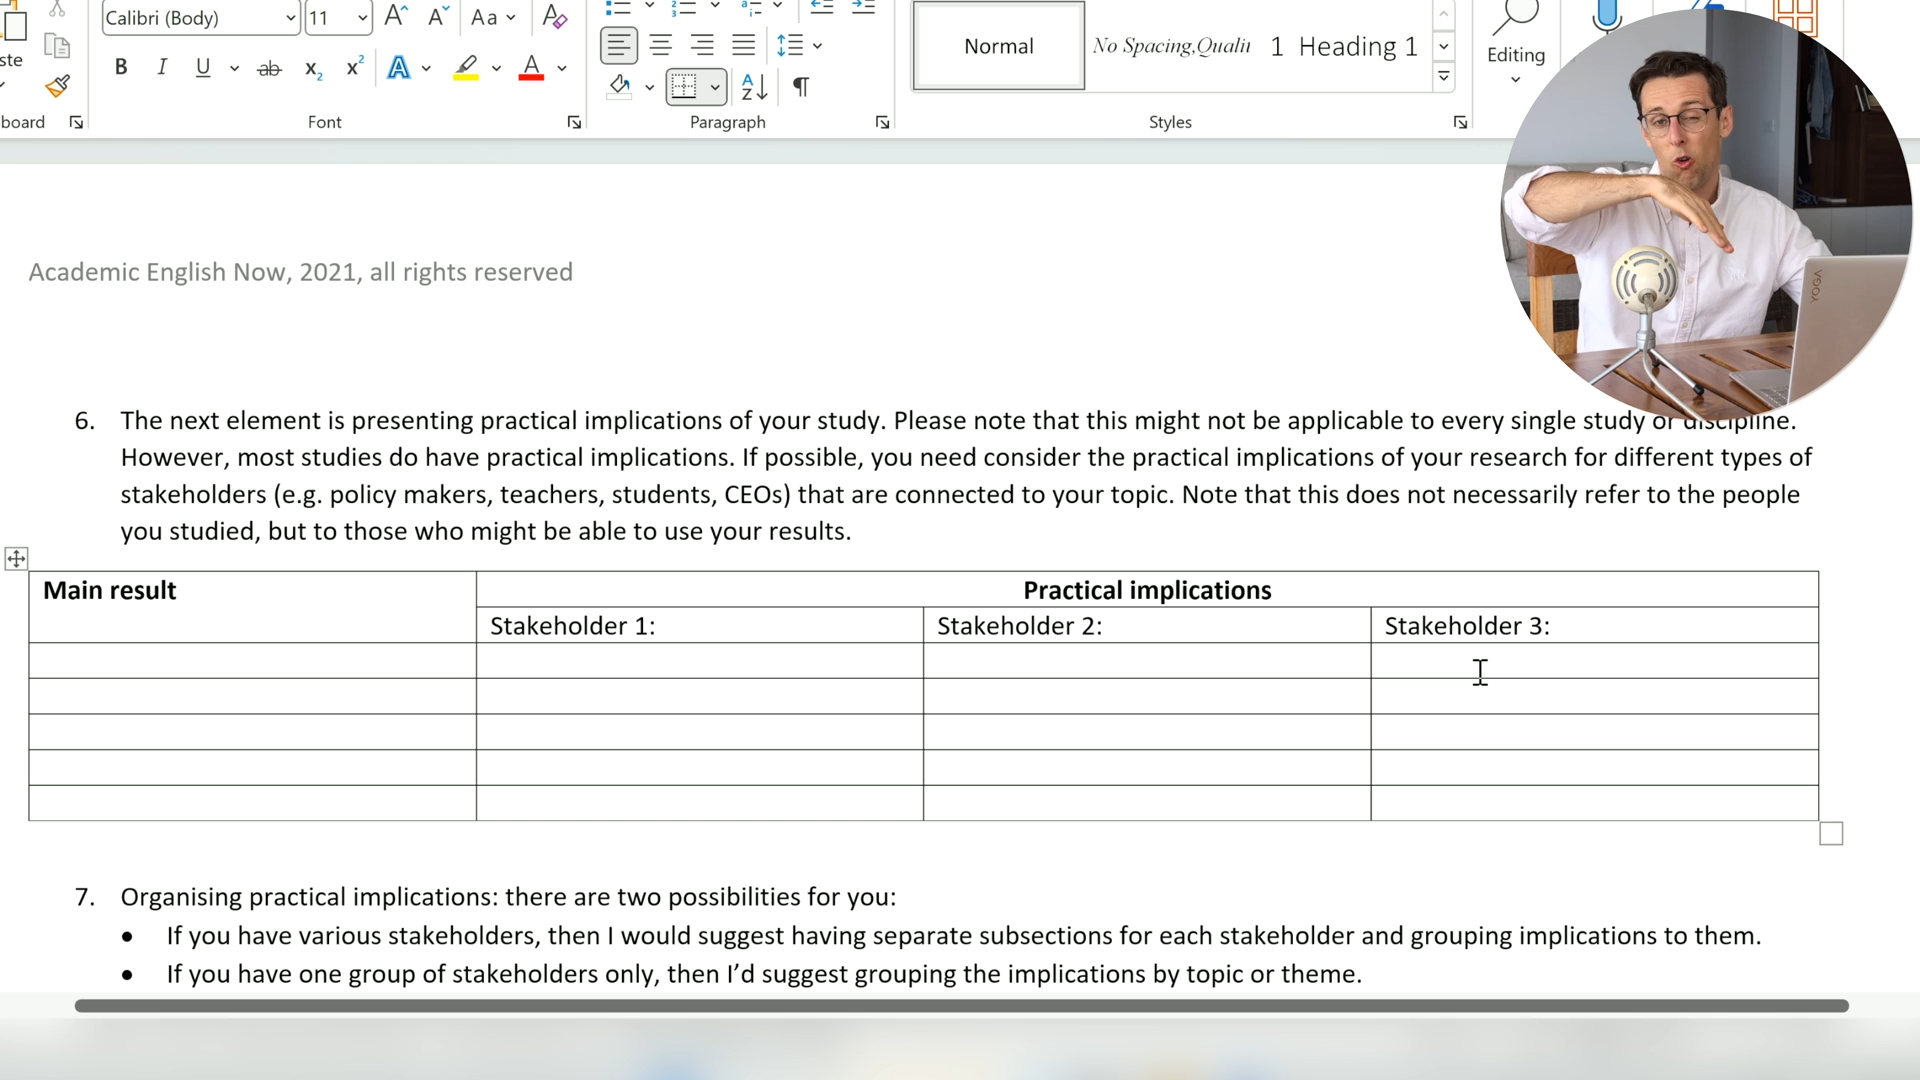 Calibri (Body)
11
Aa
ste
B I U ab x2 x2 A A
board
Font
Paragraph
Normal
No Spacing,Qualit
1 Heading 1
Styles
Editing
YOGA
Academic English Now, 2021, all rights reserved
6. The next element is presenting practical implications of your study. Please note that this might not be applicable to every single study or discipline.
However, most studies do have practical implications. If possible, you need consider the practical implications of your research for different types of
stakeholders (e.g. policy makers, teachers, students, CEOs) that are connected to your topic. Note that this does not necessarily refer to the people
you studied, but to those who might be able to use your results.
Main result
Practical implications
Stakeholder 1:
Stakeholder 2:
Stakeholder 3:
7. Organising practical implications: there are two possibilities for you:
• If you have various stakeholders, then I would suggest having separate subsections for each stakeholder and grouping implications to them.
• If you have one group of stakeholders only, then I’d suggest grouping the implications by topic or theme.